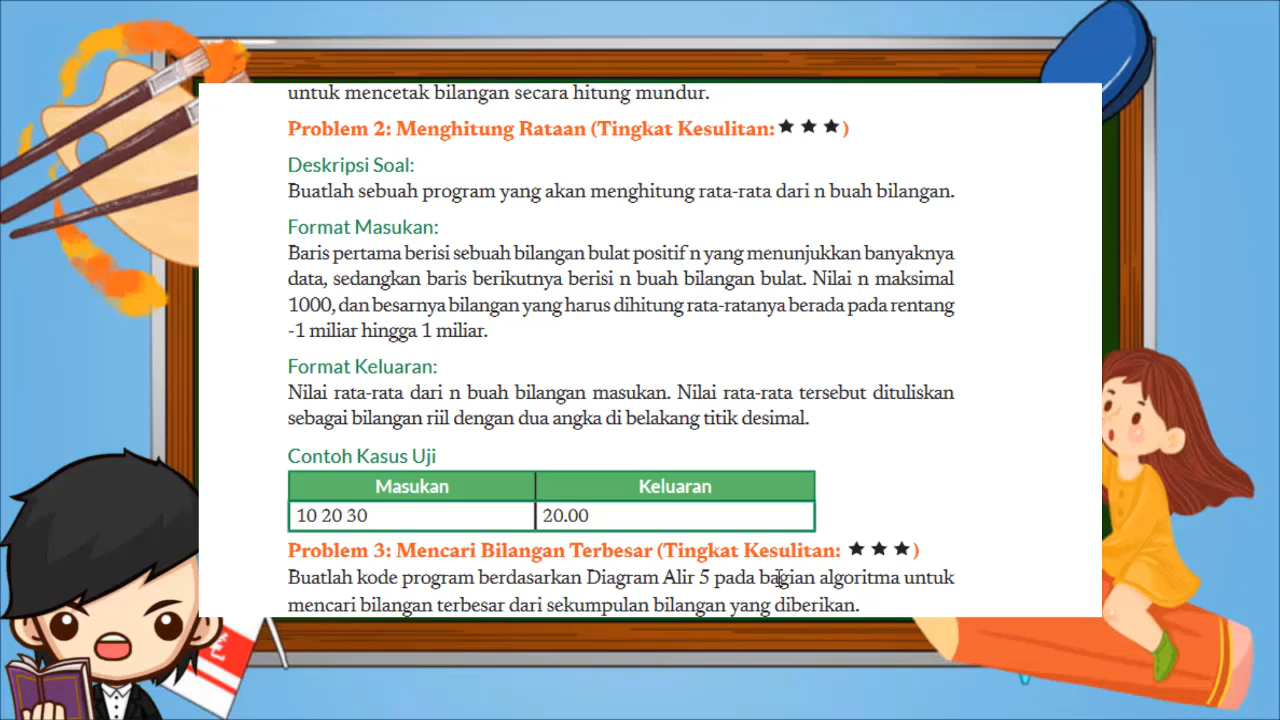 untuk mencetak bilangan secara hitung mundur.
Problem 2: Menghitung Rataan (Tingkat Kesulitan: ★ ★ ★ )
Deskripsi Soal:
Buatlah sebuah program yang akan menghitung rata-rata dari n buah bilangan.
Format Masukan:
Baris pertama berisi sebuah bilangan bulat positif n yang menunjukkan banyaknya
data, sedangkan baris berikutnya berisi n buah bilangan bulat. Nilai n maksimal
1000, dan besarnya bilangan yang harus dihitung rata-ratanya berada pada rentang
-1 miliar hingga 1 miliar.
Format Keluaran:
Nilai rata-rata dari n buah bilangan masukan. Nilai rata-rata tersebut dituliskan
sebagai bilangan riil dengan dua angka di belakang titik desimal.
Contoh Kasus Uji
Masukan Keluaran
10 20 30 20.00
Problem 3: Mencari Bilangan Terbesar (Tingkat Kesulitan: ★ ★ ★ )
Buatlah kode program berdasarkan Diagram Alir 5 pada bagian algoritma untuk
mencari bilangan terbesar dari sekumpulan bilangan yang diberikan.